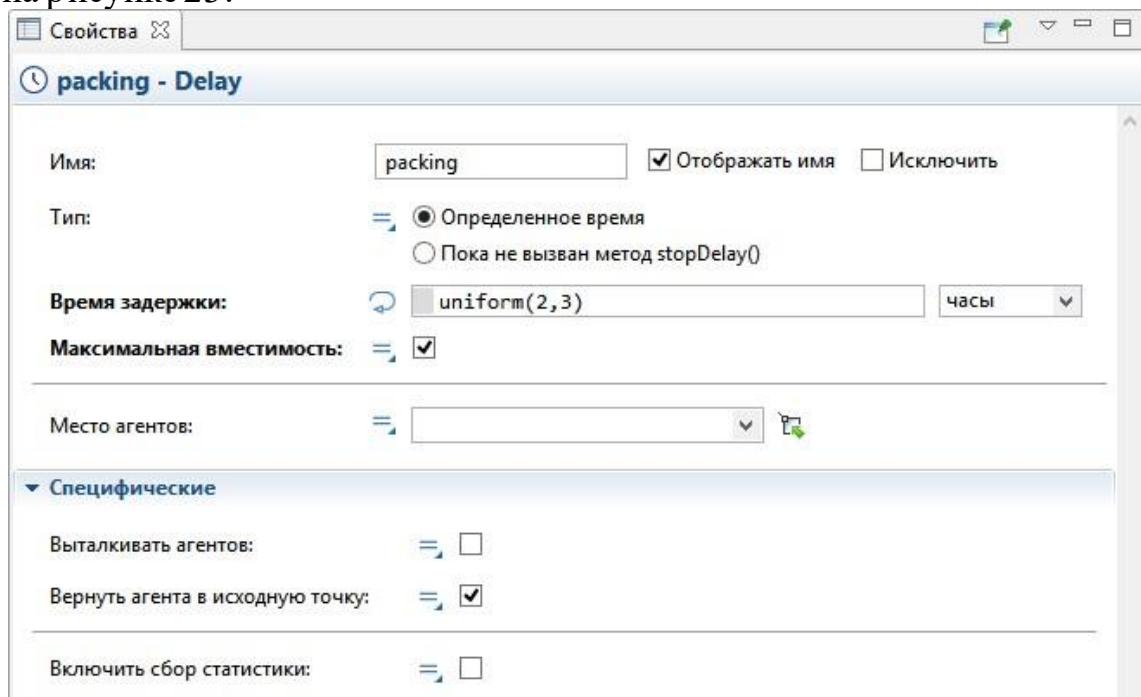 на рисунке 25.
Свойства
packing - Delay
Имя: packing Отображать имя Исключить
Тип: Определенное время
Пока не вызван метод stopDelay()
Время задержки: uniform(2,3) часы
Максимальная вместимость:
Место агентов:
Специфические
Выталкивать агентов:
Вернуть агента в исходную точку:
Включить сбор статистики: